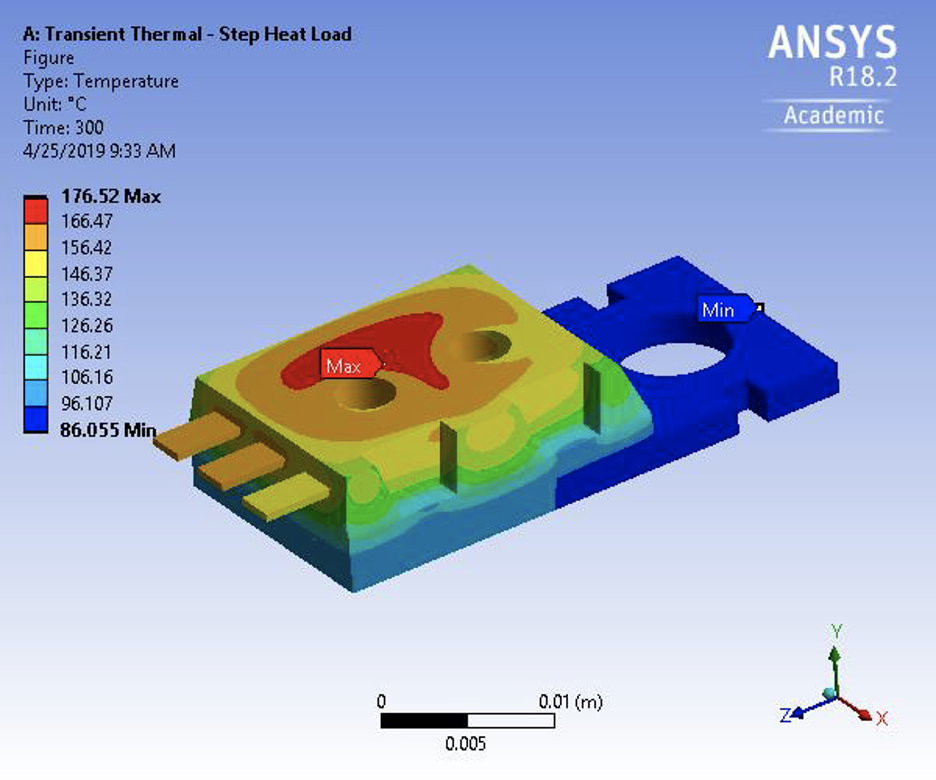 A: Transient Thermal - Step Heat Load
Figure
Type: Temperature
Unit: °C
Time: 300
4/25/2019 9:33 AM
ANSYS
R18.2
Academic
176.52 Max
166.47
156.42
146.37
136.32
126.26
116.21
106.16
96.107
86.055 Min
Min
Max
0
0.01 (m)
0.005
Y
Z
X